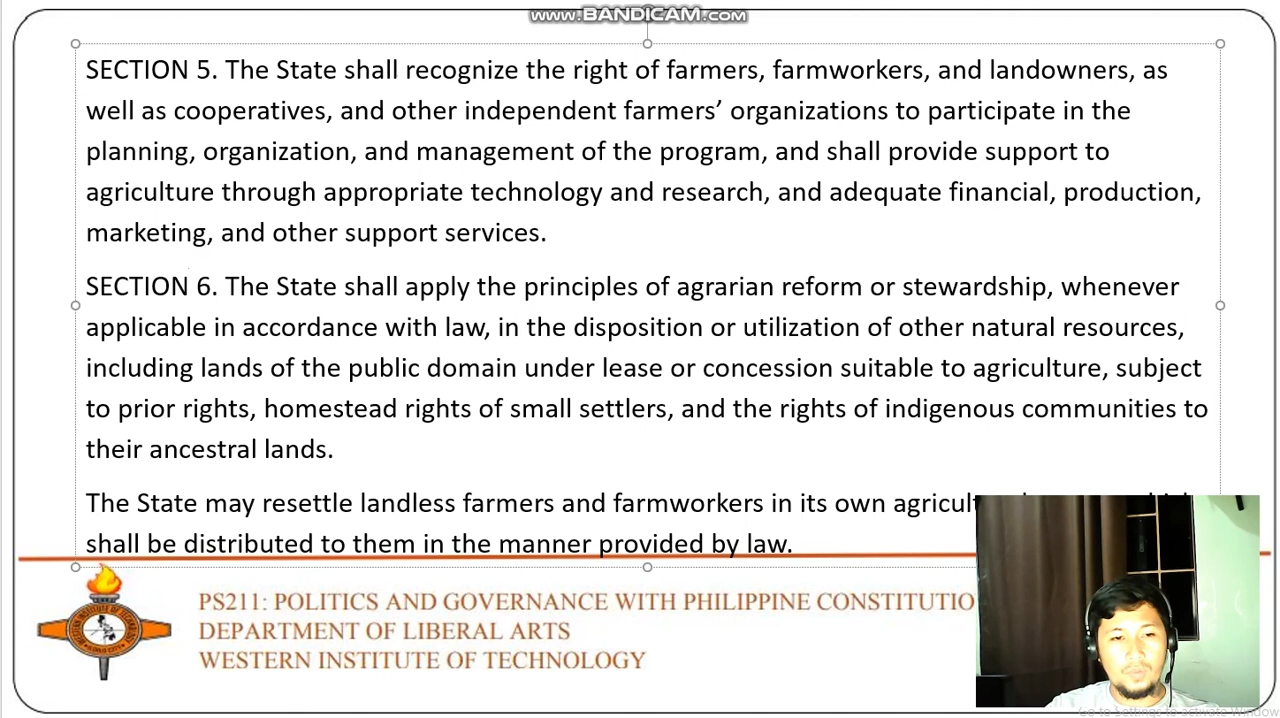 www.BANDICAM.com
SECTION 5. The State shall recognize the right of farmers, farmworkers, and landowners, as
well as cooperatives, and other independent farmers’ organizations to participate in the
planning, organization, and management of the program, and shall provide support to
agriculture through appropriate technology and research, and adequate financial, production,
marketing, and other support services.
SECTION 6. The State shall apply the principles of agrarian reform or stewardship, whenever
applicable in accordance with law, in the disposition or utilization of other natural resources,
including lands of the public domain under lease or concession suitable to agriculture, subject
to prior rights, homestead rights of small settlers, and the rights of indigenous communities to
their ancestral lands.
The State may resettle landless farmers and farmworkers in its own
shall be distributed to them in the manner provided by law.
PS211: POLITICS AND GOVERNANCE WITH PHILIPPINE CONSTITUTIO
DEPARTMENT OF LIBERAL ARTS
WESTERN INSTITUTE OF TECHNOLOGY
Go to Settings to activate Window